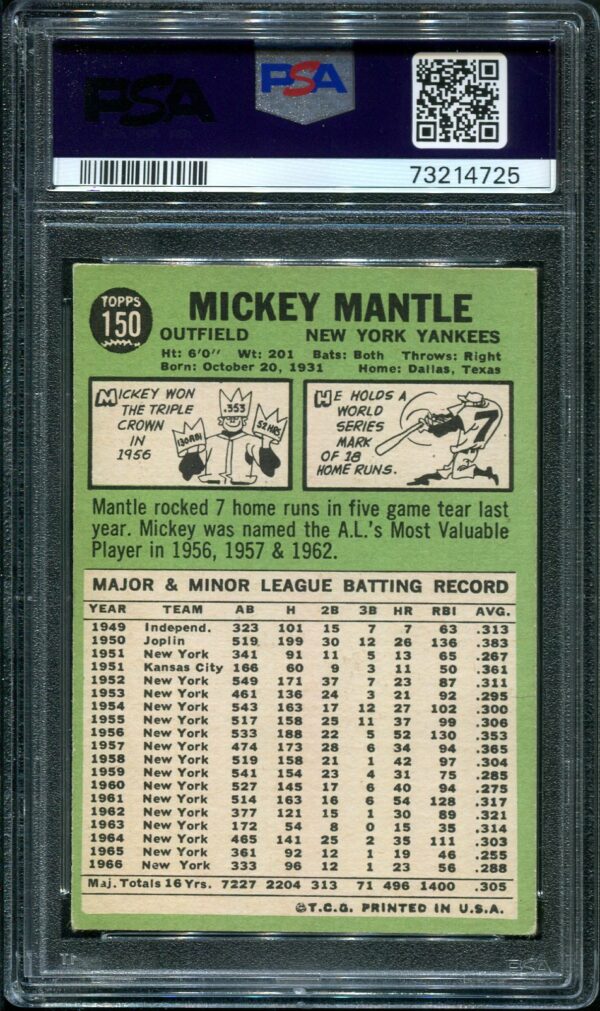 PSA
PSA
73214725
TOPPS
150
MICKEY MANTLE
OUTFIELD NEW YORK YANKEES
Ht: 6'0" Wt: 201 Bats: Both Throws: Right
Born: October 20, 1931 Home: Dallas, Texas
MICKEY WON
THE TRIPLE
CROWN
IN
1956
.353
130 RBI
52 HRS
HE HOLDS A
WORLD
SERIES
MARK
OF 18
HOME RUNS.
7
Mantle rocked 7 home runs in five game tear last
year. Mickey was named the A.L.'s Most Valuable
Player in 1956, 1957 & 1962.
MAJOR & MINOR LEAGUE BATTING RECORD
YEAR TEAM AB H 2B 3B HR RBI AVG.
1949 Independ. 323 101 15 7 7 63 .313
1950 Joplin 519 199 30 12 26 136 .383
1951 New York 341 91 11 5 13 65 .267
1951 Kansas City 166 60 9 3 11 50 .361
1952 New York 549 171 37 7 23 87 .311
1953 New York 461 136 24 3 21 92 .295
1954 New York 543 163 17 12 27 102 .300
1955 New York 517 158 25 11 37 99 .306
1956 New York 533 188 22 5 52 130 .353
1957 New York 474 173 28 6 34 94 .365
1958 New York 519 158 21 1 42 97 .304
1959 New York 541 154 23 4 31 75 .285
1960 New York 527 145 17 6 40 94 .275
1961 New York 514 163 16 6 54 128 .317
1962 New York 377 121 15 1 30 89 .321
1963 New York 172 54 8 0 15 35 .314
1964 New York 465 141 25 2 35 111 .303
1965 New York 361 92 12 1 19 46 .255
1966 New York 333 96 12 1 23 56 .288
Maj. Totals 16 Yrs. 7227 2204 313 71 496 1400 .305
©T.C.G. PRINTED IN U.S.A.
PSA